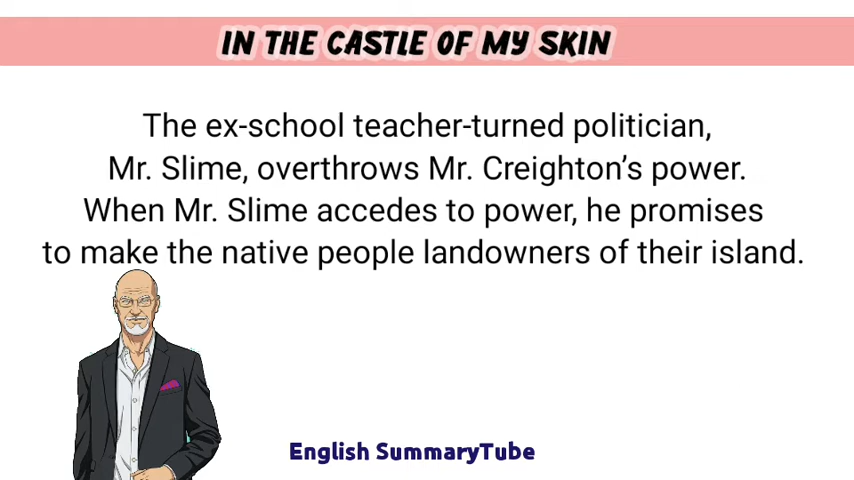 IN THE CASTLE OF MY SKIN
The ex-school teacher-turned politician,
Mr. Slime, overthrows Mr. Creighton’s power.
When Mr. Slime accedes to power, he promises
to make the native people landowners of their island.
English SummaryTube